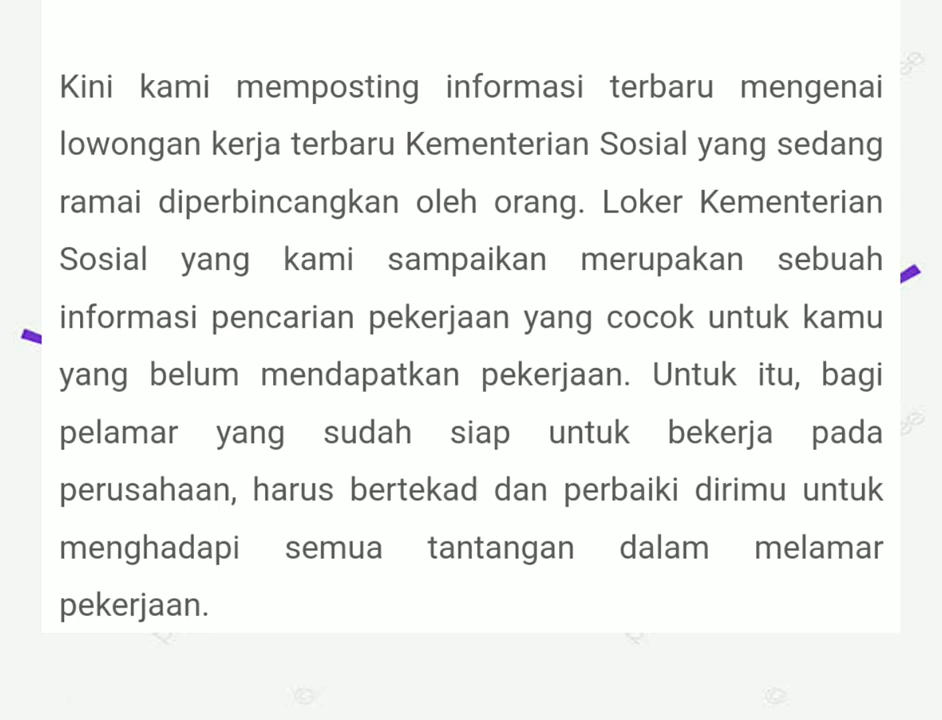 Kini kami memposting informasi terbaru mengenai
lowongan kerja terbaru Kementerian Sosial yang sedang
ramai diperbincangkan oleh orang. Loker Kementerian
Sosial yang kami sampaikan merupakan sebuah
informasi pencarian pekerjaan yang cocok untuk kamu
yang belum mendapatkan pekerjaan. Untuk itu, bagi
pelamar yang sudah siap untuk bekerja pada
perusahaan, harus bertekad dan perbaiki dirimu untuk
menghadapi semua tantangan dalam melamar
pekerjaan.